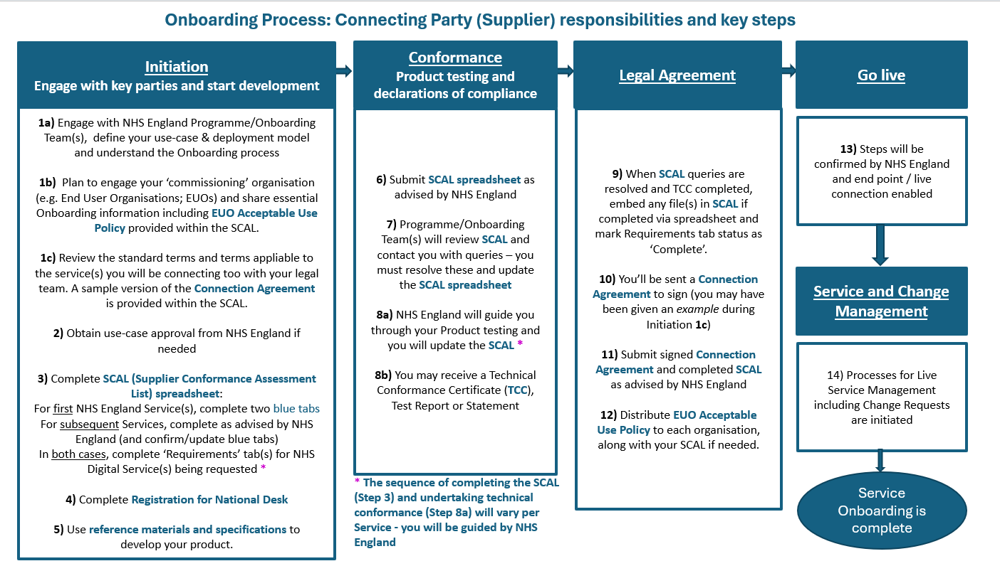 Onboarding Process: Connecting Party (Supplier) responsibilities and key steps
Initiation
Engage with key parties and start development
1a) Engage with NHS England Programme/Onboarding
Team(s), define your use-case & deployment model
and understand the Onboarding process
1b) Plan to engage your ‘commissioning’ organisation
(e.g. End User Organisations; EUOs) and share essential
Onboarding information including EUO Acceptable Use
Policy provided within the SCAL.
1c) Review the standard terms and terms appliable to
the service(s) you will be connecting too with your legal
team. A sample version of the Connection Agreement
is provided within the SCAL.
2) Obtain use-case approval from NHS England if
needed
3) Complete SCAL (Supplier Conformance Assessment
List) spreadsheet:
For first NHS England Service(s), complete two blue tabs
For subsequent Services, complete as advised by NHS
England (and confirm/update blue tabs)
In both cases, complete ‘Requirements’ tab(s) for NHS
Digital Service(s) being requested *
4) Complete Registration for National Desk
5) Use reference materials and specifications to
develop your product.
Conformance
Product testing and
declarations of compliance
6) Submit SCAL spreadsheet as
advised by NHS England
7) Programme/Onboarding
Team(s) will review SCAL and
contact you with queries – you
must resolve these and update
the SCAL spreadsheet
8a) NHS England will guide you
through your Product testing and
you will update the SCAL *
8b) You may receive a Technical
Conformance Certificate (TCC),
Test Report or Statement
* The sequence of completing the SCAL
(Step 3) and undertaking technical
conformance (Step 8a) will vary per
Service - you will be guided by NHS
England
Legal Agreement
9) When SCAL queries are
resolved and TCC completed,
embed any file(s) in SCAL if
completed via spreadsheet and
mark Requirements tab status as
‘Complete’.
10) You’ll be sent a Connection
Agreement to sign (you may have
been given an example during
Initiation 1c)
11) Submit signed Connection
Agreement and completed SCAL
as advised by NHS England
12) Distribute EUO Acceptable
Use Policy to each organisation,
along with your SCAL if needed.
Go live
13) Steps will be
confirmed by NHS England
and end point / live
connection enabled
Service and Change
Management
14) Processes for Live
Service Management
including Change Requests
are initiated
Service
Onboarding is
complete